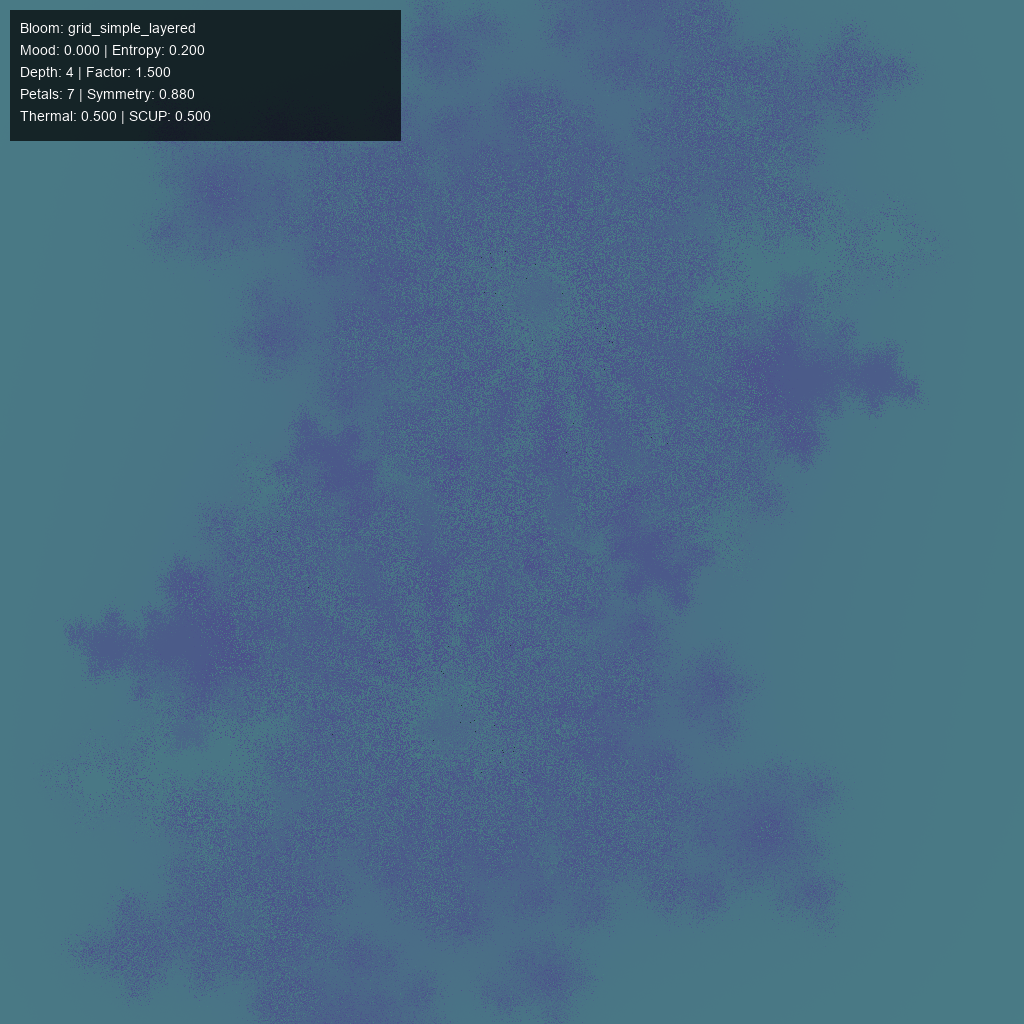 Bloom: grid_simple_layered
Mood: 0.000 | Entropy: 0.200
Depth: 4 | Factor: 1.500
Petals: 7 | Symmetry: 0.880
Thermal: 0.500 | SCUP: 0.500